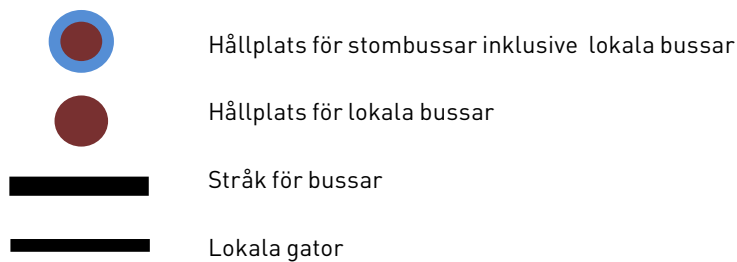 Hållplats för stombussar inklusive lokala bussar
Hållplats för lokala bussar
Stråk för bussar
Lokala gator